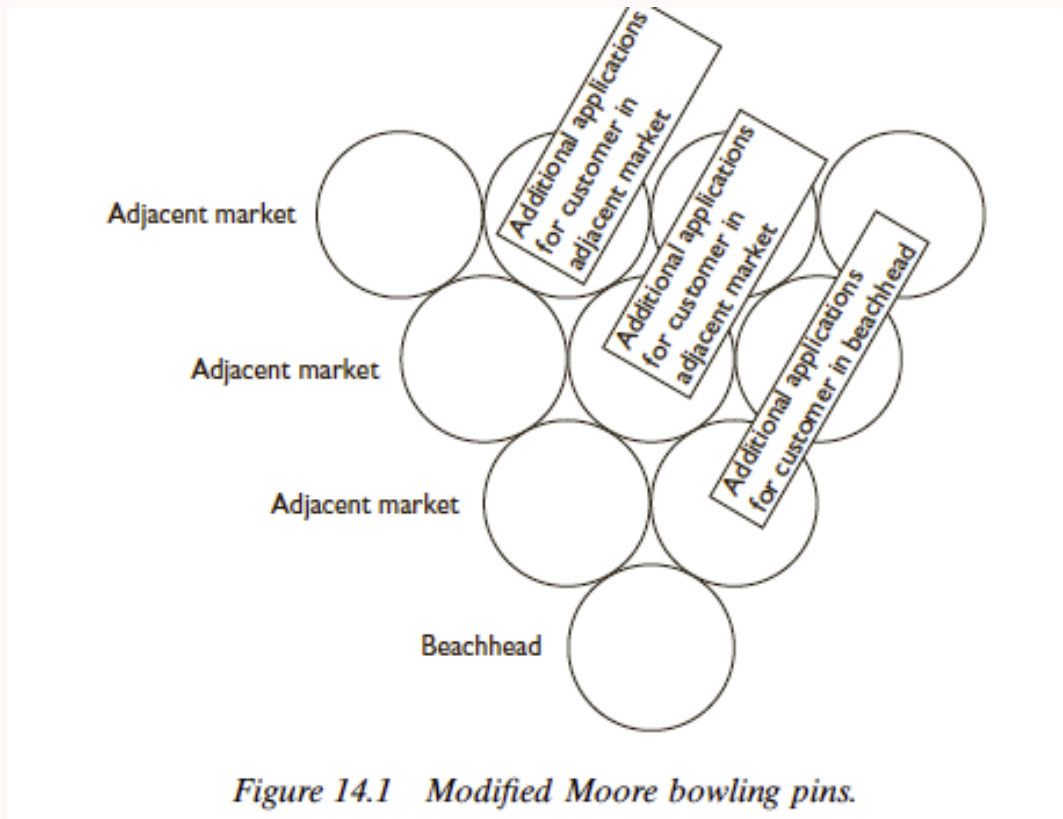 Additional applications
for customer in
adjacent market
Additional applications
for customer in
adjacent market
Adjacent market
Additional applications
for customer in beachhead
Adjacent market
Adjacent market
Beachhead
Figure 14.1 Modified Moore bowling pins.